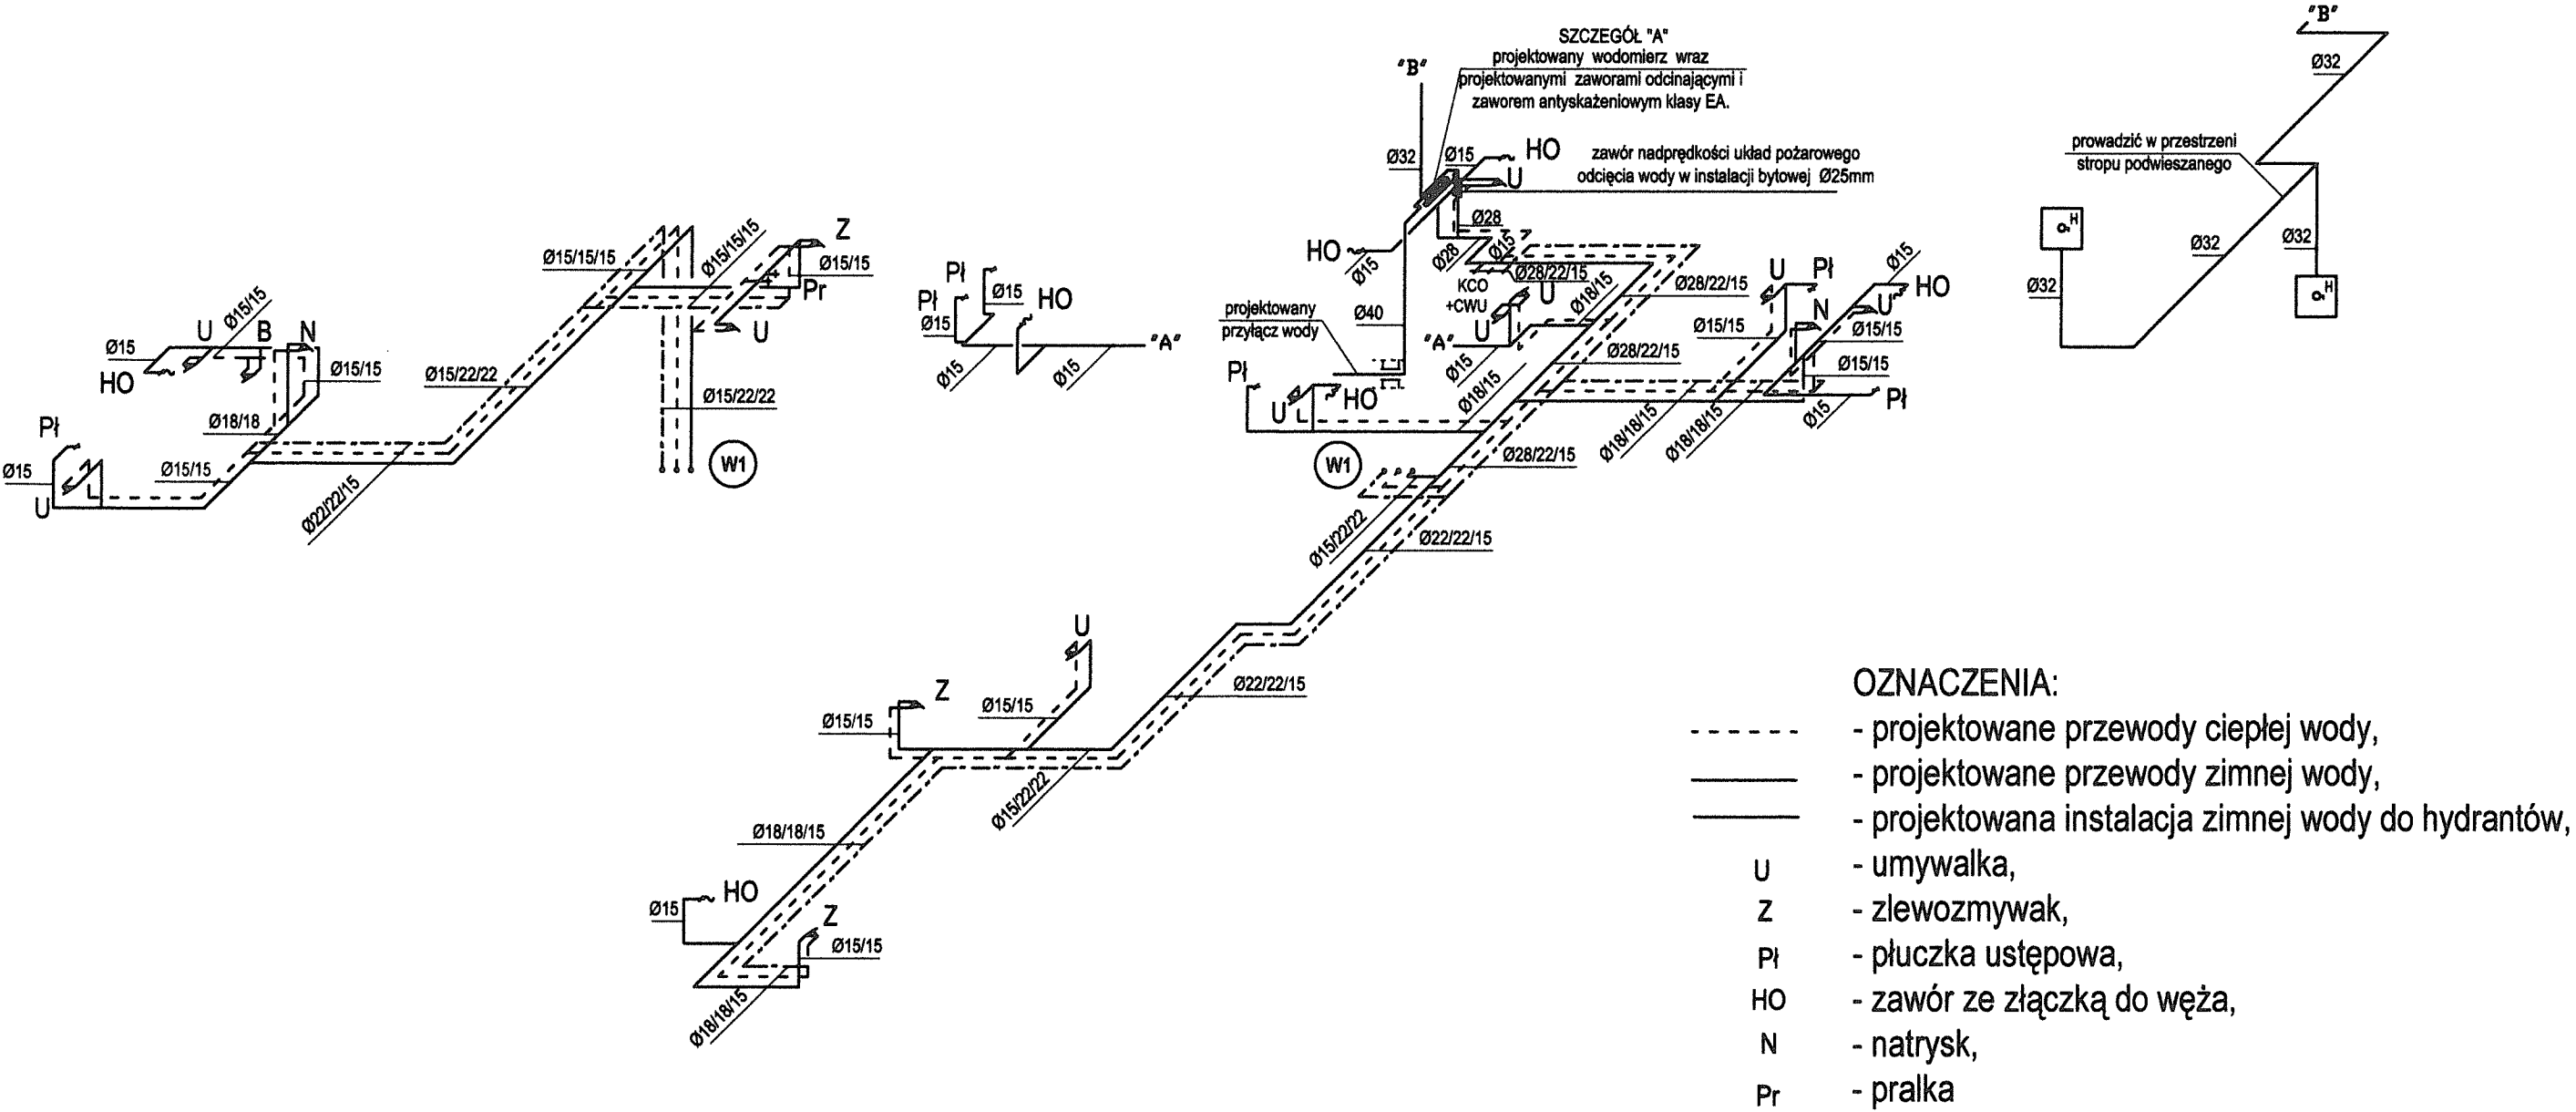 "B"
Ø32
prowadzić w przestrzeni
stropu podwieszanego
H
Ø32
Ø32
Ø32
H
SZCZEGÓŁ "A"
projektowany wodomierz wraz
projektowanymi zaworami odcinającymi i
zaworem antyskażeniowym klasy EA.
"B"
Ø32
Ø15
HO
U
zawór nadprędkości układ pożarowego
odcięcia wody w instalacji bytowej Ø25mm
HO
Ø15
Ø28
Ø28
Ø15
Ø28/22/15
KCO
+CWU
U
Ø18/15
Ø28/22/15
projektowany
przyłącz wody
Ø40
"A"
U
Ø15
Ø28/22/15
Pł
U
HO
Ø18/15
U
Pł
Ø15
HO
U
N
Ø15/15
Ø15/15
Ø15/15
Ø18/18/15
Ø18/18/15
Ø15
Pł
W1
Ø28/22/15
Ø15/22/22
Ø22/22/15
Ø22/22/15
U
Ø15/15
Z
Ø15/15
Ø15/22/22
Ø18/18/15
HO
Ø15
Z
Ø15/15
Ø18/18/15
Pł
Pł
Ø15
HO
Ø15
Ø15
Ø15
"A"
Ø15/15/15
Ø15/15/15
Z
Ø15/15
Pr
U
Ø15/22/22
Ø15/22/22
W1
Ø15
HO
U
Ø15/15
B
N
Ø15/15
Ø18/18
Pł
Ø15
U
Ø15/15
Ø22/22/15
OZNACZENIA:
- projektowane przewody ciepłej wody,
- projektowane przewody zimnej wody,
- projektowana instalacja zimnej wody do hydrantów,
U - umywalka,
Z - zlewozmywak,
Pł - płuczka ustępowa,
HO - zawór ze złączką do węża,
N - natrysk,
Pr - pralka